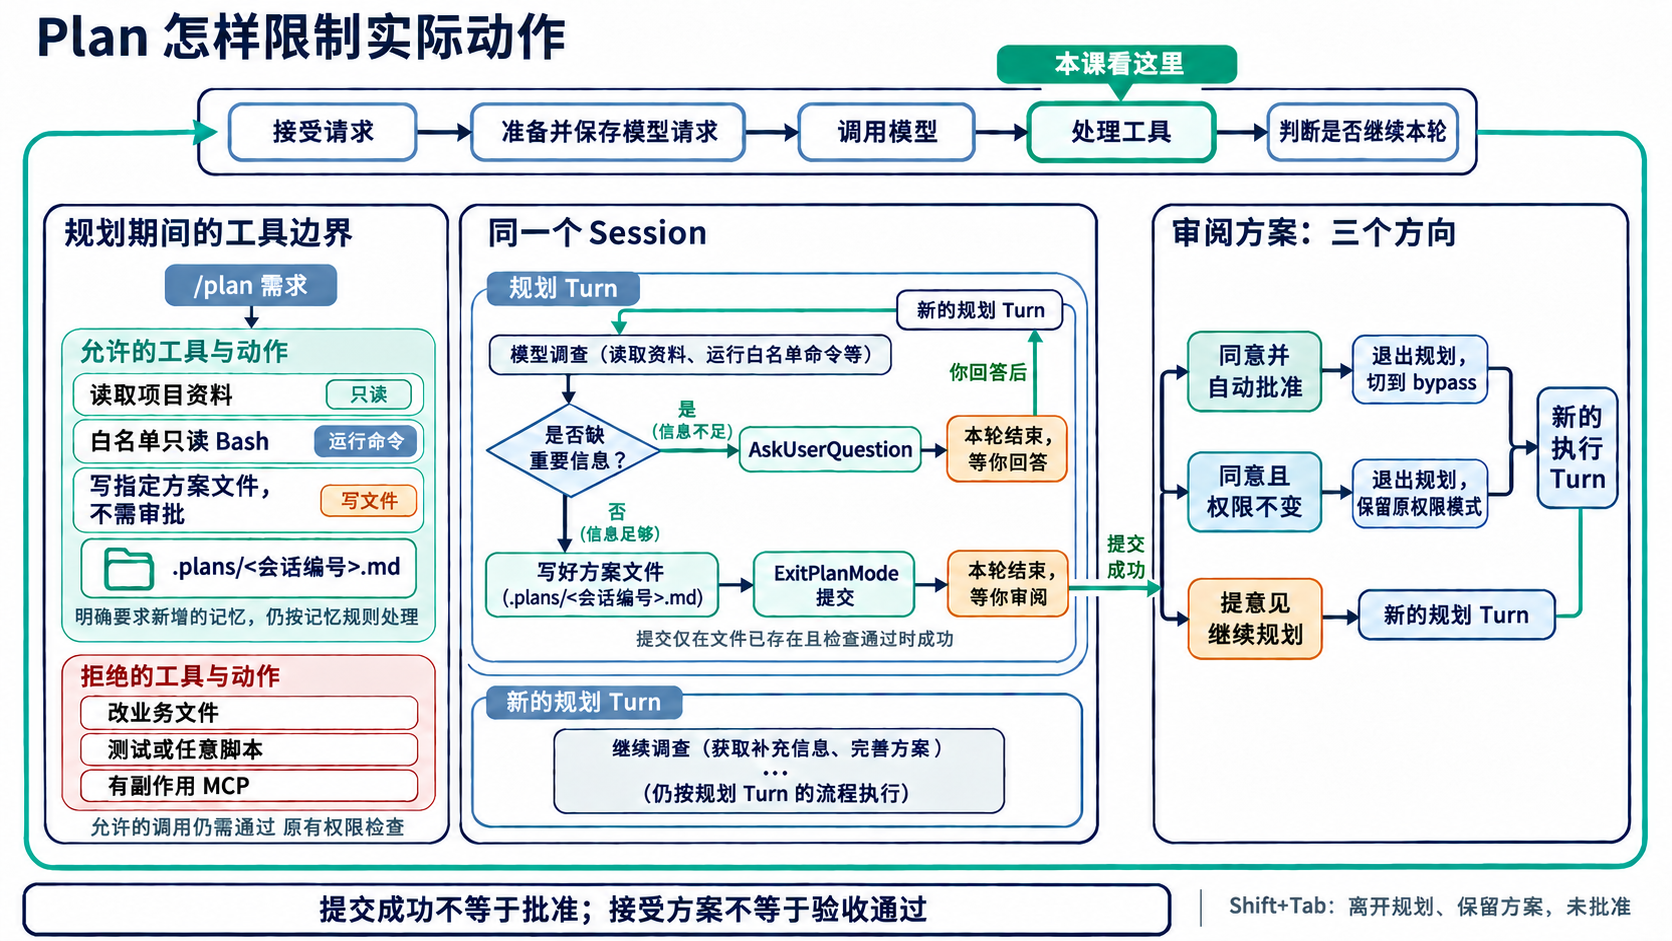 Plan 怎样限制实际动作
本课看这里
接受请求
准备并保存模型请求
调用模型
处理工具
判断是否继续本轮
规划期间的工具边界
/plan 需求
允许的工具与动作
读取项目资料
只读
白名单只读 Bash
运行命令
写指定方案文件，
不需审批
写文件
.plans/<会话编号>.md
明确要求新增的记忆，仍按记忆规则处理
拒绝的工具与动作
改业务文件
测试或任意脚本
有副作用 MCP
允许的调用仍需通过 原有权限检查
同一个 Session
规划 Turn
新的规划 Turn
模型调查（读取资料、运行白名单命令等）
你回答后
是否缺
重要信息？
是
（信息不足）
AskUserQuestion
本轮结束，
等你回答
否
（信息足够）
写好方案文件
(.plans/<会话编号>.md)
ExitPlanMode
提交
本轮结束，
等你审阅
提交仅在文件已存在且检查通过时成功
新的规划 Turn
继续调查（获取补充信息、完善方案）
...
（仍按规划 Turn 的流程执行）
提交
成功
审阅方案：三个方向
同意并
自动批准
退出规划，
切到 bypass
同意且
权限不变
退出规划，
保留原权限模式
新的
执行
Turn
提意见
继续规划
新的规划 Turn
提交成功不等于批准；接受方案不等于验收通过
Shift+Tab：离开规划、保留方案，未批准